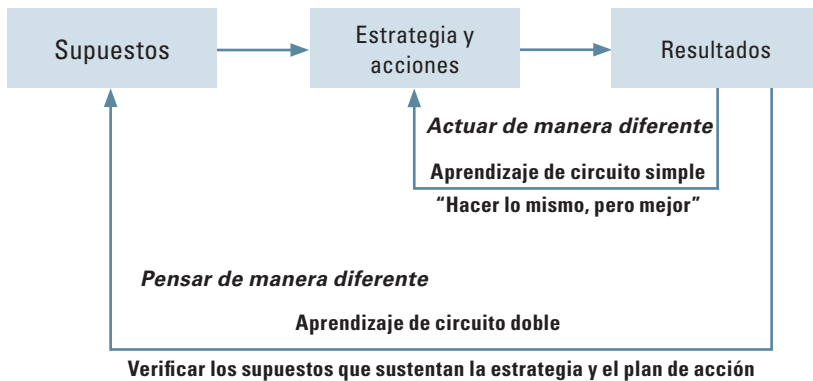 Supuestos
Estrategia y
acciones
Resultados
Actuar de manera diferente
Aprendizaje de circuito simple
“Hacer lo mismo, pero mejor”
Pensar de manera diferente
Aprendizaje de circuito doble
Verificar los supuestos que sustentan la estrategia y el plan de acción